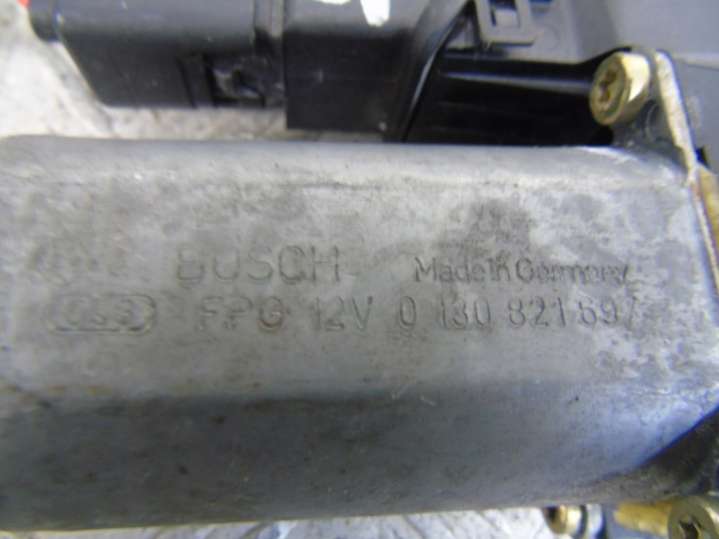 BOSCH Made in Germany
FPG 12V 0 130 821 697